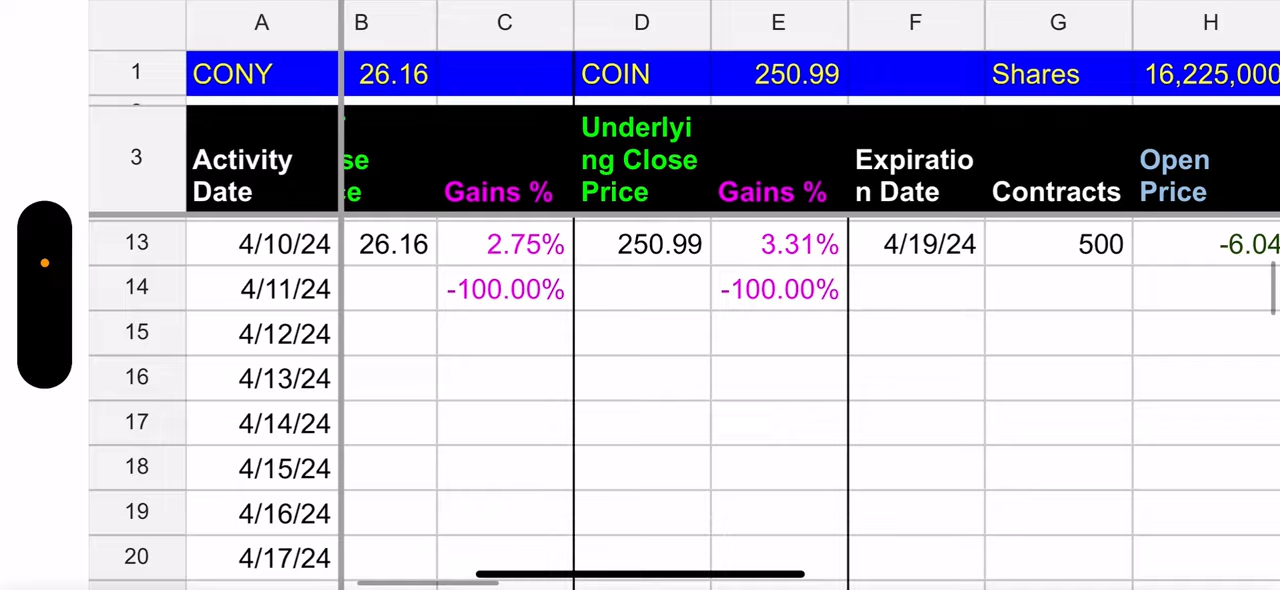 A B C D E F G H
1 CONY 26.16 COIN 250.99 Shares 16,225,000
3 Activity Date se e Gains % Underlyi ng Close Price Gains % Expiratio n Date Contracts Open Price
13 4/10/24 26.16 2.75% 250.99 3.31% 4/19/24 500 -6.04
14 4/11/24 -100.00% -100.00%
15 4/12/24
16 4/13/24
17 4/14/24
18 4/15/24
19 4/16/24
20 4/17/24